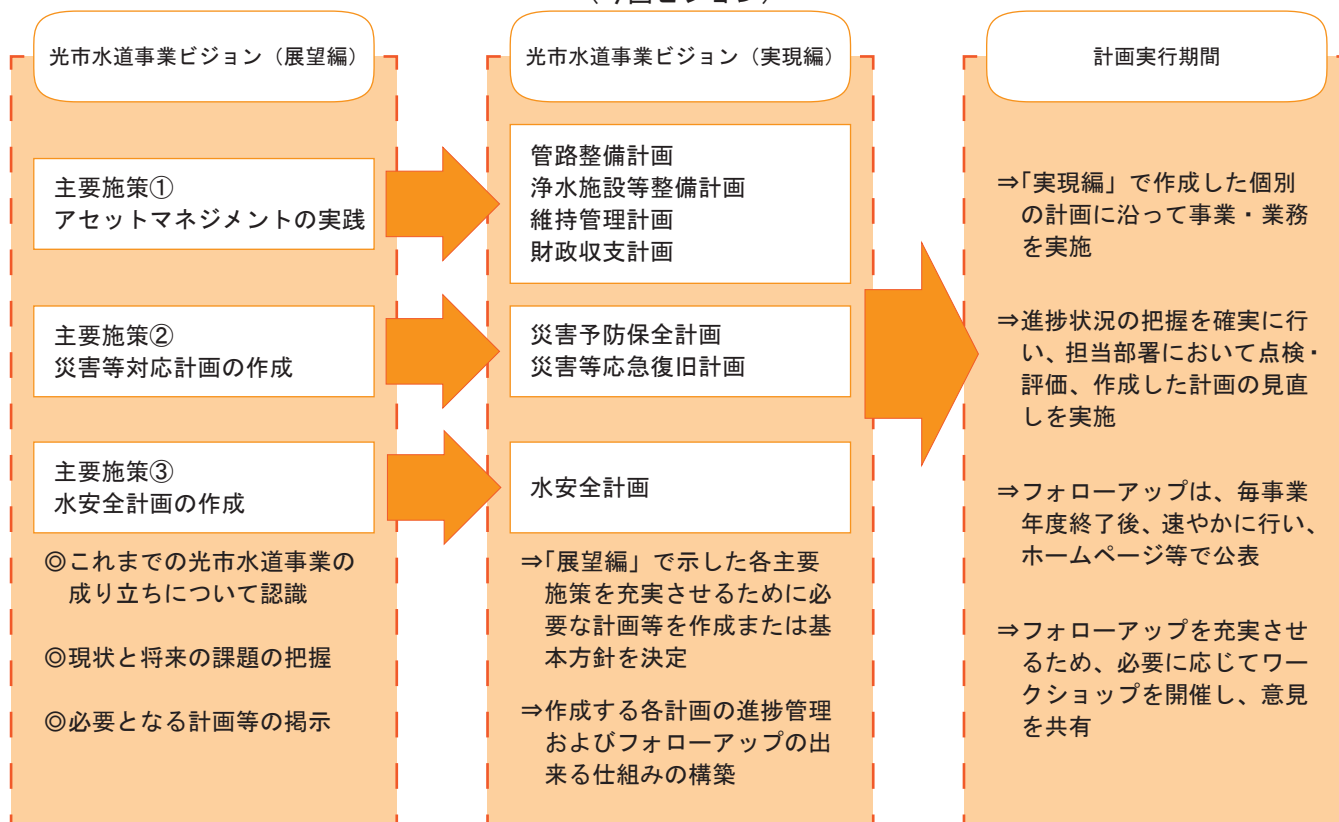 (今回ビジョン)
光市水道事業ビジョン(展望編)
主要施策①
アセットマネジメントの実践
主要施策②
災害等対応計画の作成
主要施策③
水安全計画の作成
◎これまでの光市水道事業の
成り立ちについて認識
◎現状と将来の課題の把握
◎必要となる計画等の掲示
光市水道事業ビジョン(実現編)
管路整備計画
浄水施設等整備計画
維持管理計画
財政収支計画
災害予防保全計画
災害等応急復旧計画
水安全計画
⇒「展望編」で示した各主要
施策を充実させるために必
要な計画等を作成または基
本方針を決定
⇒作成する各計画の進捗管理
およびフォローアップの出
来る仕組みの構築
計画実行期間
⇒「実現編」で作成した個別
の計画に沿って事業・業務
を実施
⇒進捗状況の把握を確実に行
い、担当部署において点検・
評価、作成した計画の見直
しを実施
⇒フォローアップは、毎事業
年度終了後、速やかに行い、
ホームページ等で公表
⇒フォローアップを充実させ
るため、必要に応じてワー
クショップを開催し、意見
を共有